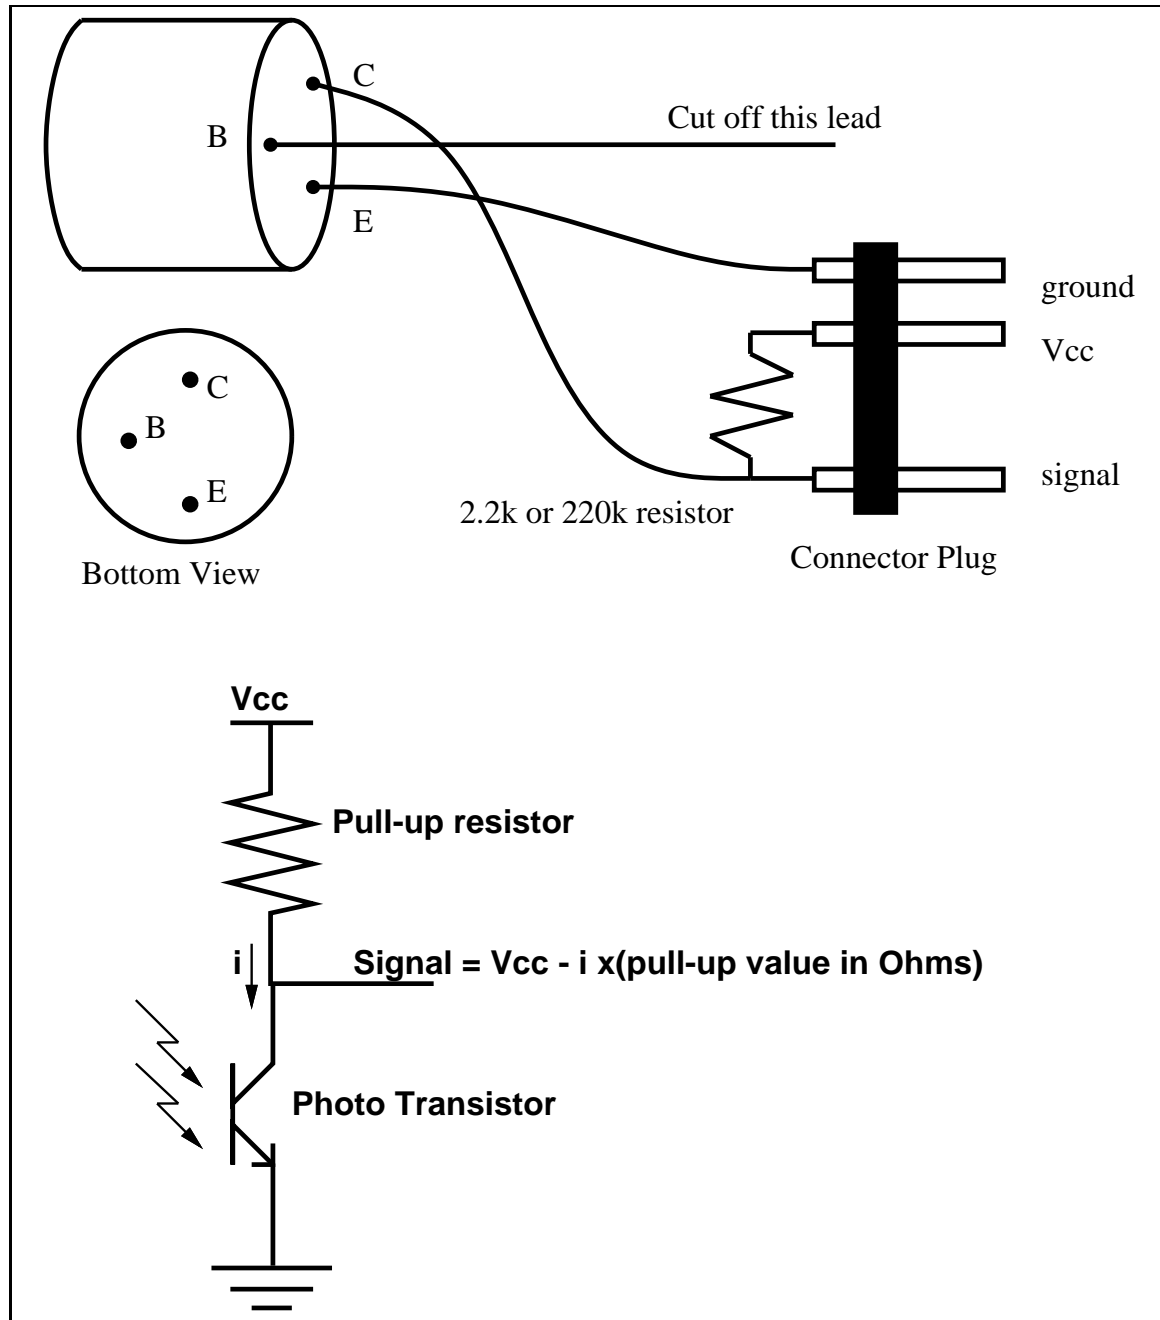 C
Cut off this lead
B
E
ground
Vcc
C
B
E
signal
2.2k or 220k resistor
Connector Plug
Bottom View
Vcc
Pull-up resistor
i
Signal = Vcc - i x(pull-up value in Ohms)
Photo Transistor